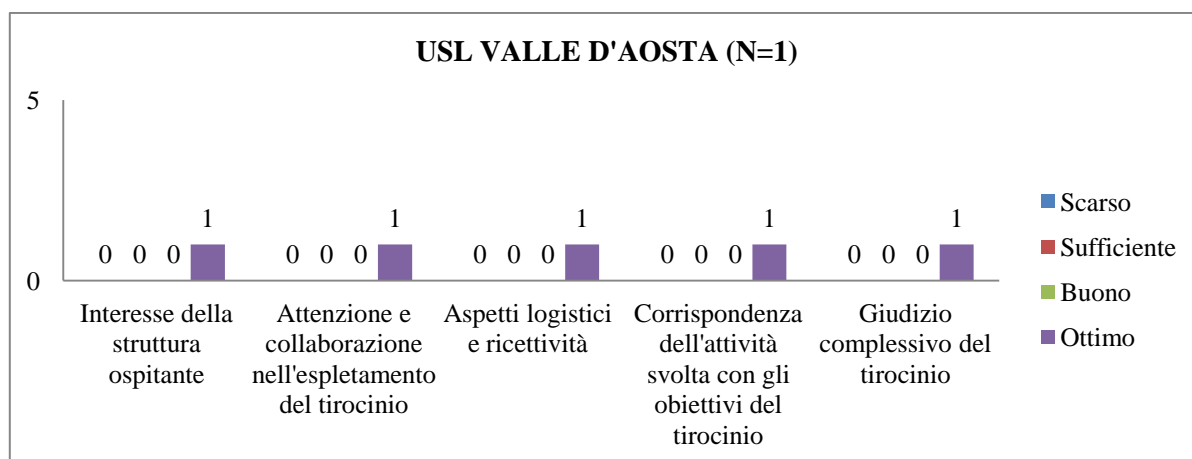 USL VALLE D'AOSTA (N=1)
5
0
0 0 0 1
0 0 0 1
0 0 0 1
0 0 0 1
0 0 0 1
Interesse della
struttura
ospitante
Attenzione e
collaborazione
nell'espletamento
del tirocinio
Aspetti logistici
e ricettività
Corrispondenza
dell'attività
svolta con gli
obiettivi del
tirocinio
Giudizio
complessivo del
tirocinio
Scarso
Sufficiente
Buono
Ottimo